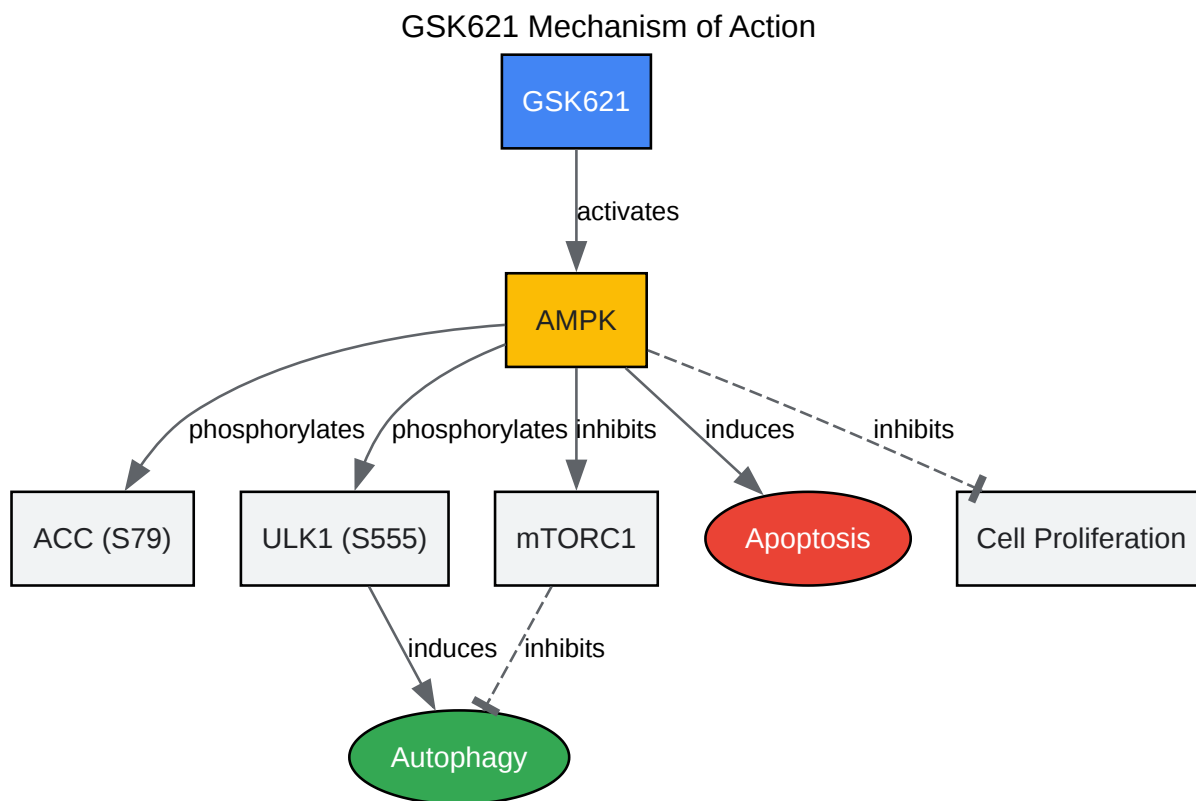 GSK621 Mechanism of Action
GSK621
activates
AMPK
phosphorylates
phosphorylates
inhibits
induces
inhibits
ACC (S79)
ULK1 (S555)
mTORC1
Apoptosis
Cell Proliferation
induces
inhibits
Autophagy